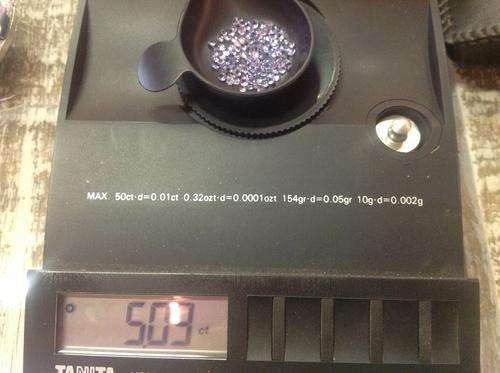 MAX 50ct·d=0.01ct 0.32ozt·d=0.0001ozt 154gr·d=0.05gr 10g·d=0.002g
5.03 ct
TANITA